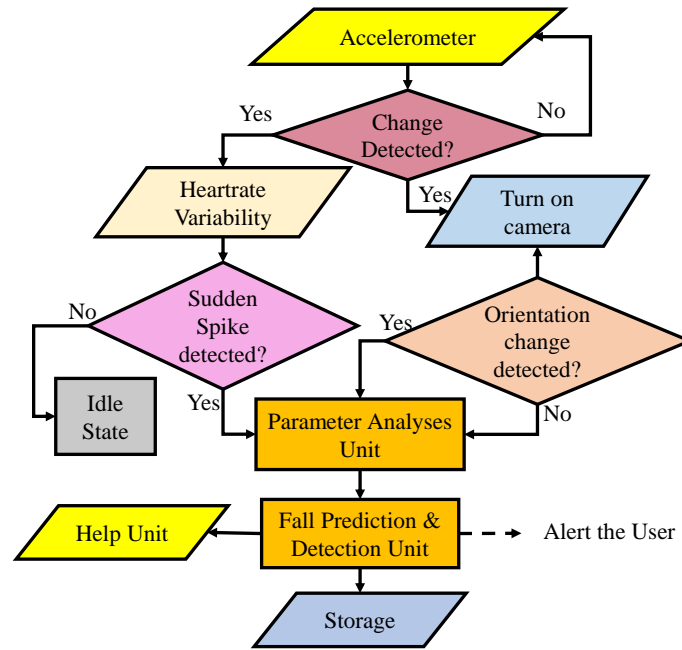 Accelerometer
Yes
No
Change
Detected?
Heartrate
Variability
Yes
Turn on
camera
No
Sudden
Spike
detected?
Yes
Orientation
change
detected?
Idle
State
Yes
Parameter Analyses
Unit
No
Help Unit
Fall Prediction &
Detection Unit
Alert the User
Storage